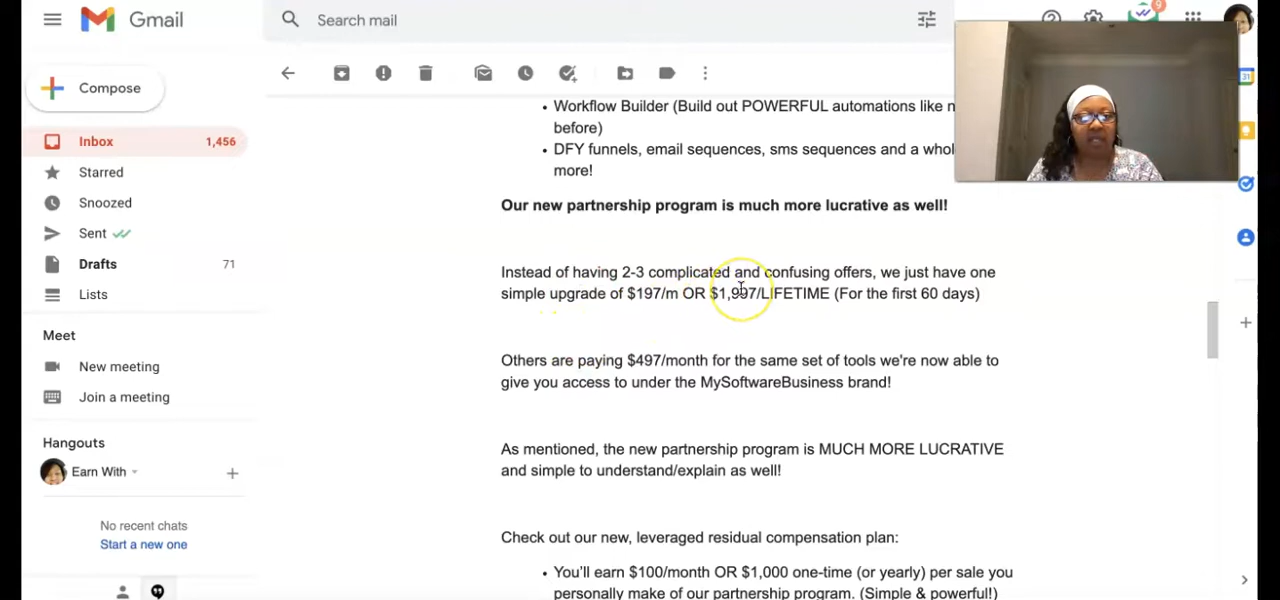 Gmail
Search mail
9
Compose
Inbox 1,456
Starred
Snoozed
Sent
Drafts 71
Lists
Meet
New meeting
Join a meeting
Hangouts
Earn With
No recent chats
Start a new one
• Workflow Builder (Build out POWERFUL automations like
before)
• DFY funnels, email sequences, sms sequences and a
more!
Our new partnership program is much more lucrative as well!
Instead of having 2-3 complicated and confusing offers, we just have one
simple upgrade of $197/m OR $1,997/LIFETIME (For the first 60 days)
Others are paying $497/month for the same set of tools we're now able to
give you access to under the MySoftwareBusiness brand!
As mentioned, the new partnership program is MUCH MORE LUCRATIVE
and simple to understand/explain as well!
Check out our new, leveraged residual compensation plan:
• You'll earn $100/month OR $1,000 one-time (or yearly) per sale you
personally make of our partnership program. (Simple & powerful!)
31